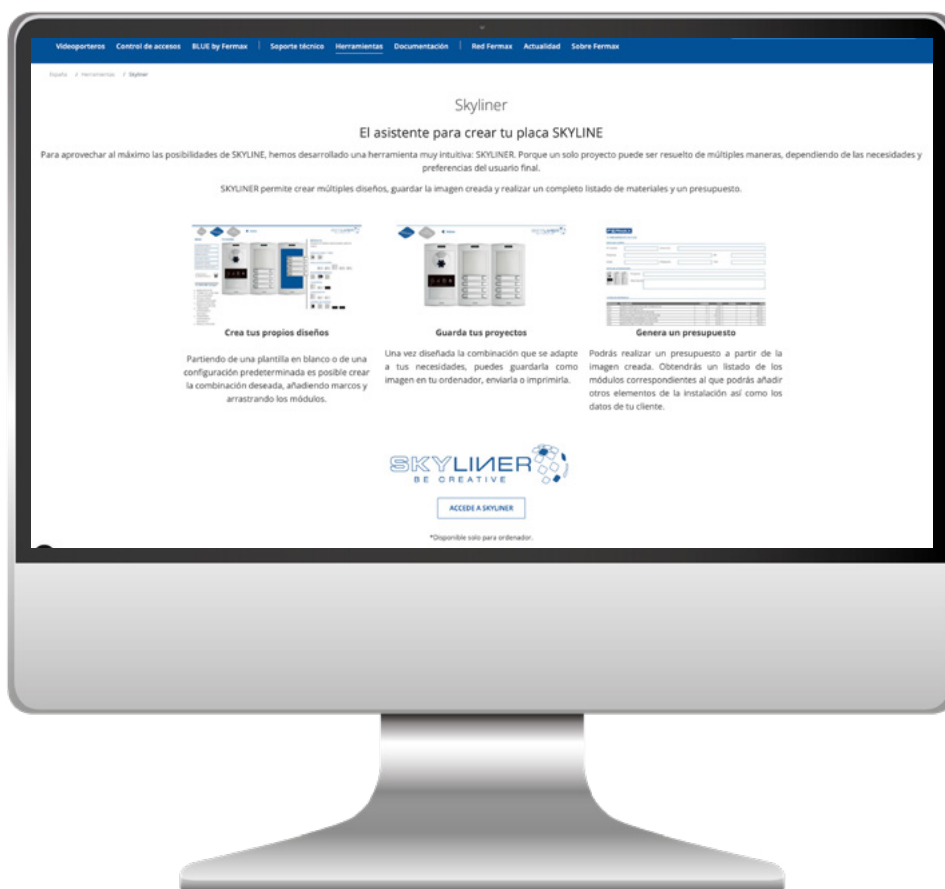 Videoporteros Control de accesos BLUE by Fermax Soporte técnico Herramientas Documentación Red Fermax Actualidad Sobre Fermax
España / Herramientas / Skyliner
Skyliner
El asistente para crear tu placa SKYLINE
Para aprovechar al máximo las posibilidades de SKYLINE, hemos desarrollado una herramienta muy intuitiva: SKYLINER. Porque un solo proyecto puede ser resuelto de múltiples maneras, dependiendo de las necesidades y
preferencias del usuario final.
SKYLINER permite crear múltiples diseños, guardar la imagen creada y realizar un completo listado de materiales y un presupuesto.
FERMAX
Crea tus propios diseños
Partiendo de una plantilla en blanco o de una
configuración predeterminada es posible crear
la combinación deseada, añadiendo marcos y
arrastrando los módulos.
Guarda tus proyectos
Una vez diseñada la combinación que se adapte
a tus necesidades, puedes guardarla como
imagen en tu ordenador, enviarla o imprimirla.
Genera un presupuesto
Podrás realizar un presupuesto a partir de la
imagen creada. Obtendrás un listado de los
módulos correspondientes al que podrás añadir
otros elementos de la instalación así como los
datos de tu cliente.
SKYLINER
BE CREATIVE
ACCEDE A SKYLINER
*Disponible solo para ordenador.